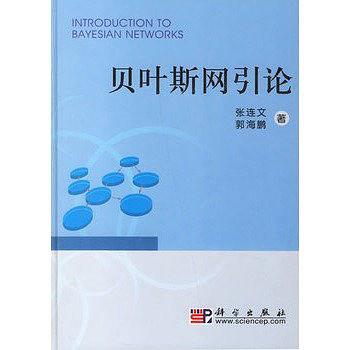 INTRODUCTION TO
BAYESIAN NETWORKS
贝叶斯网引论
张连文
郭海鹏 著
SP 科学出版社
www.sciencep.com